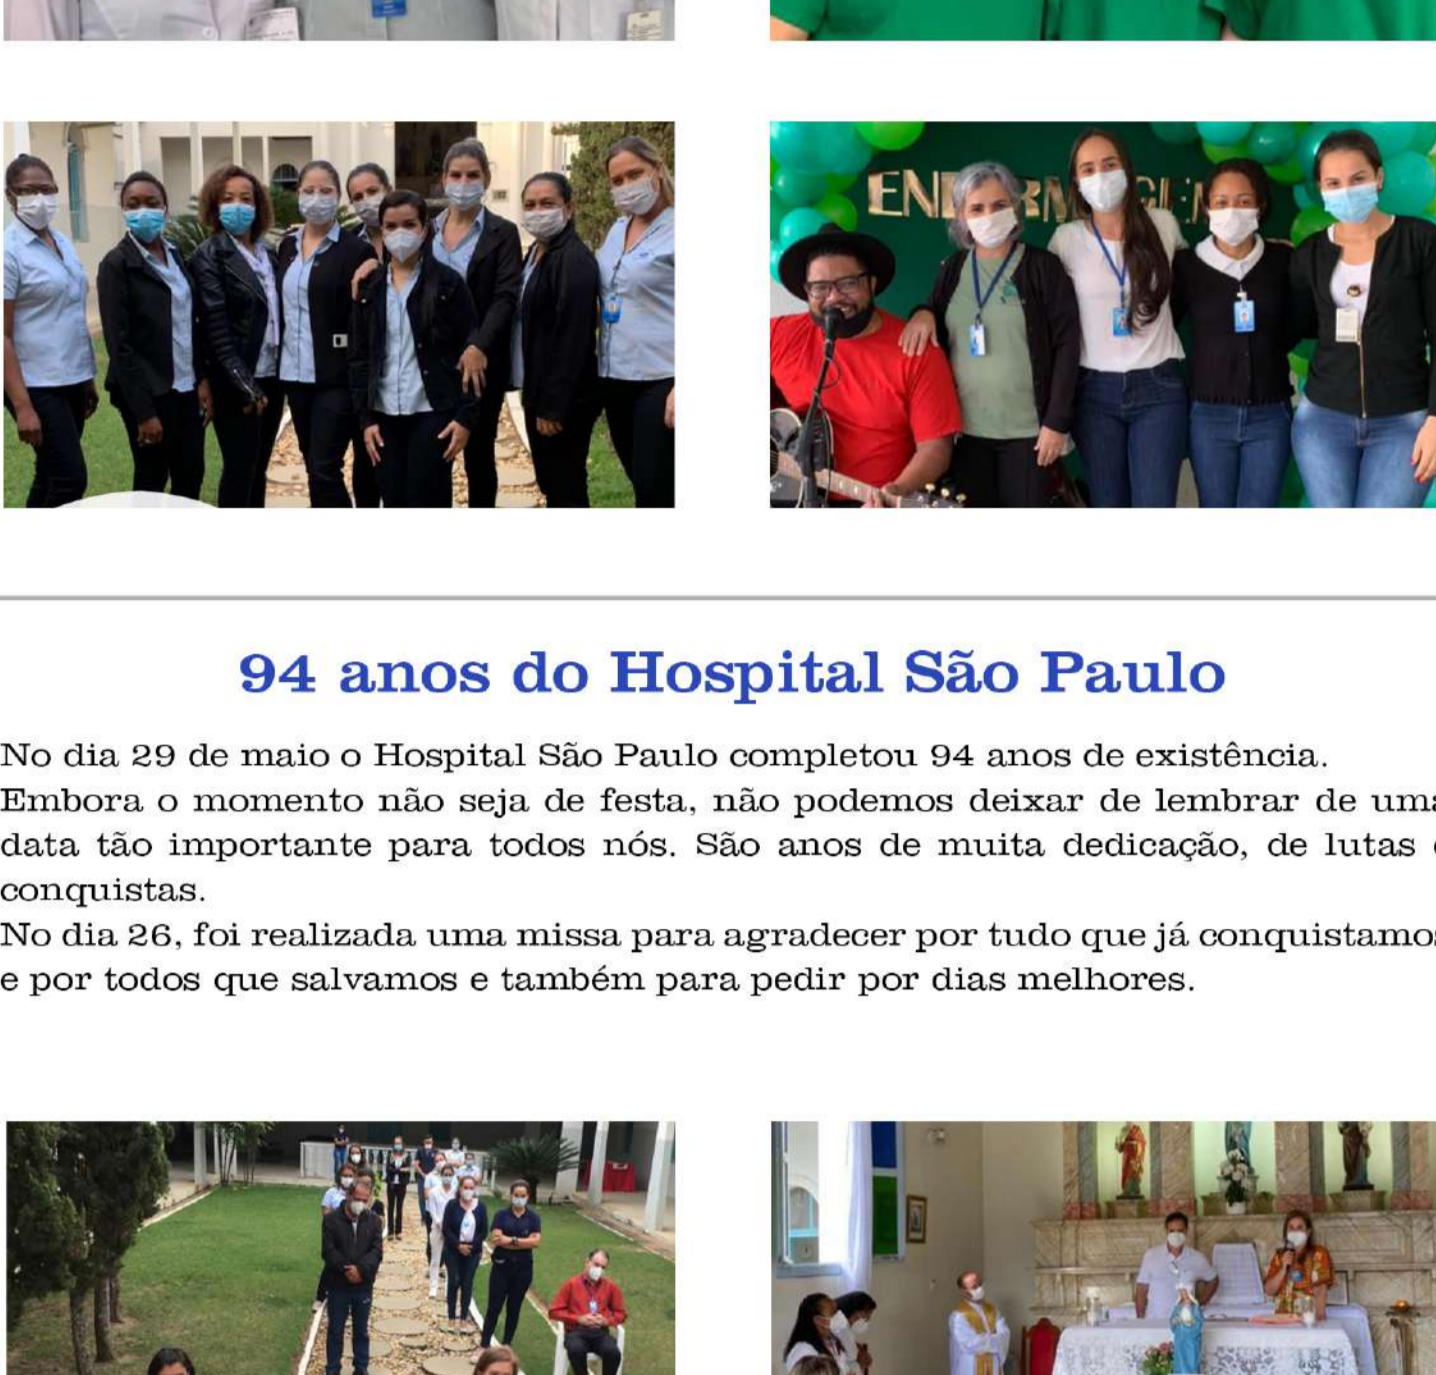 94 anos do Hospital São Paulo
No dia 29 de maio o Hospital São Paulo completou 94 anos de existência.
Embora o momento não seja de festa, não podemos deixar de lembrar de uma
data tão importante para todos nós. São anos de muita dedicação, de lutas e
conquistas.
No dia 26, foi realizada uma missa para agradecer por tudo que já conquistamos
e por todos que salvamos e também para pedir por dias melhores.